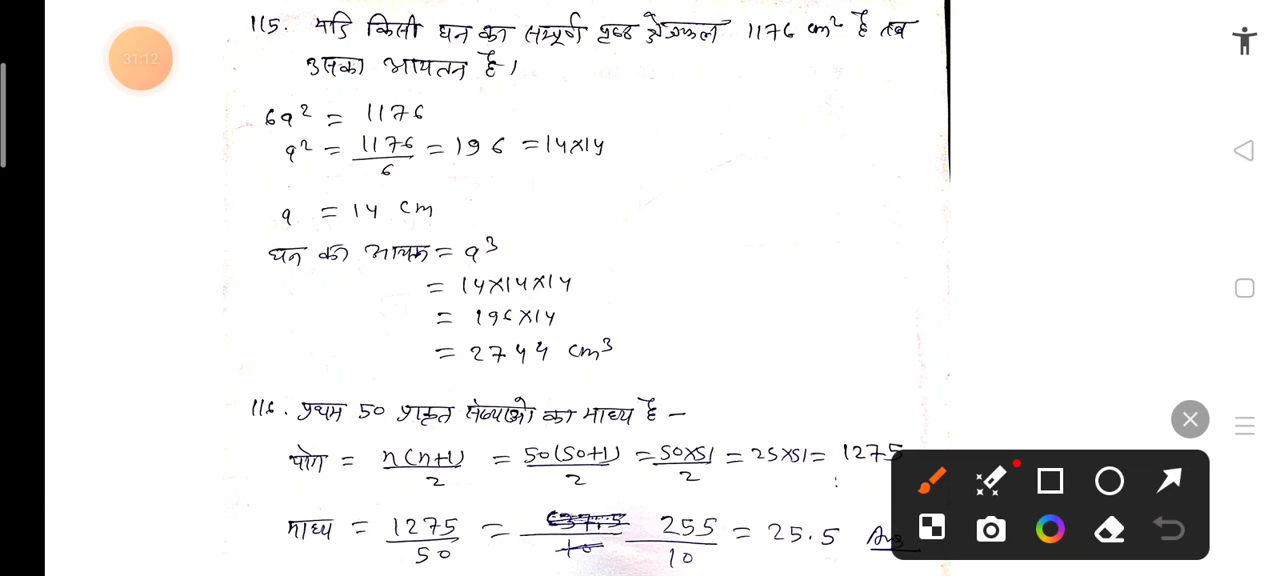 31:12
115. यदि किसी घन का सम्पूर्ण पृष्ठ क्षेत्रफल 1176 cm² है तब
उसका आयतन है।
6a² = 1176
a² = 1176/6 = 196 = 14×14
a = 14 cm
घन का आयतन = a³
= 14×14×14
= 196×14
= 2744 cm³
116. प्रथम 50 प्राकृत संख्याओं का माध्य है –
योग = n(n+1)/2 = 50(50+1)/2 = 50×51/2 = 25×51 = 1275
माध्य = 1275/50 = 255/10 = 25.5 Ans